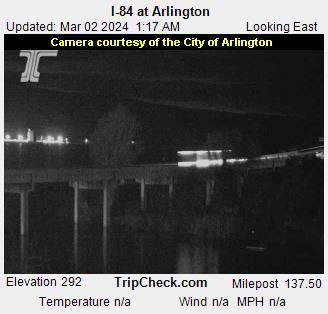 I-84 at Arlington
Updated: Mar 02 2024 1:17 AM Looking East
Camera courtesy of the City of Arlington
Elevation 292 TripCheck.com Milepost 137.50
Temperature n/a Wind n/a MPH n/a